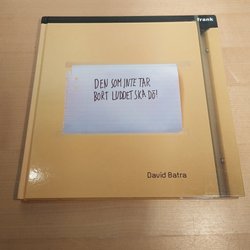 frank
DEN SOM INTE TAR
BORT LUDDET SKA DÖ!
David Batra